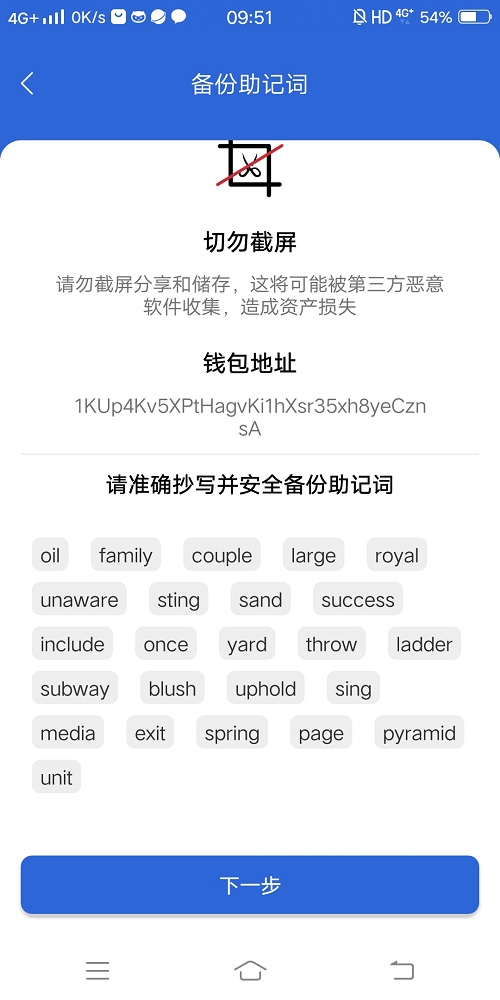 4G+ 0K/s 09:51 HD 4G+ 54%
备份助记词
切勿截屏
请勿截屏分享和储存，这将可能被第三方恶意
软件收集，造成资产损失
钱包地址
1KUp4Kv5XPtHagvKi1hXsr35xh8yeCzn
sA
请准确抄写并安全备份助记词
oil family couple large royal
unaware sting sand success
include once yard throw ladder
subway blush uphold sing
media exit spring page pyramid
unit
下一步